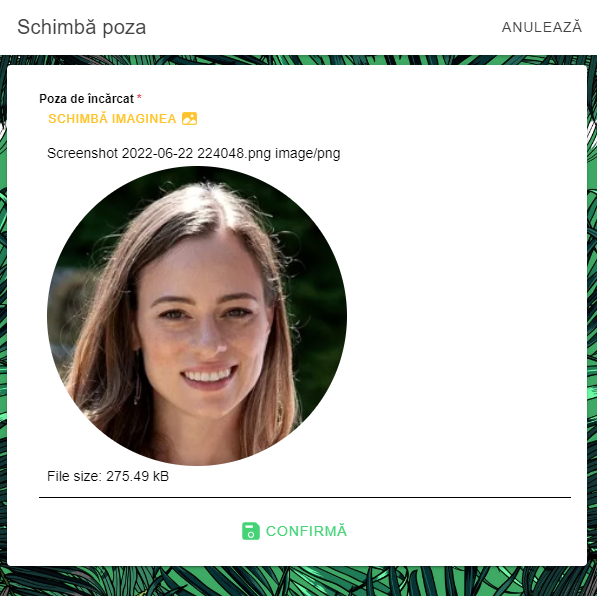 Schimbă poza
ANULEAZĂ
Poza de încărcat *
SCHIMBĂ IMAGINEA
Screenshot 2022-06-22 224048.png image/png
File size: 275.49 kB
CONFIRMĂ